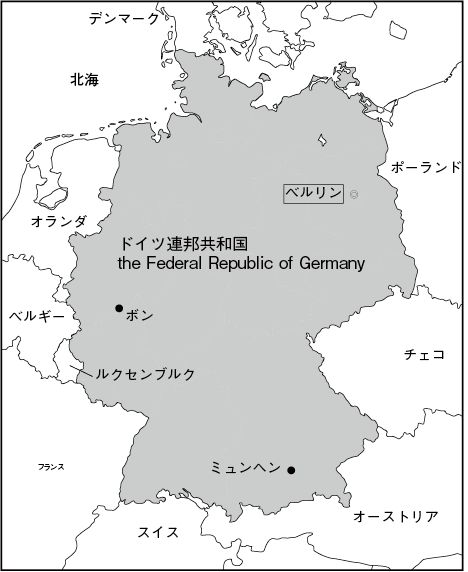 デンマーク
北海
ポーランド
ベルリン
オランダ
ドイツ連邦共和国
the Federal Republic of Germany
ベルギー
ボン
チェコ
ルクセンブルク
フランス
ミュンヘン
オーストリア
スイス